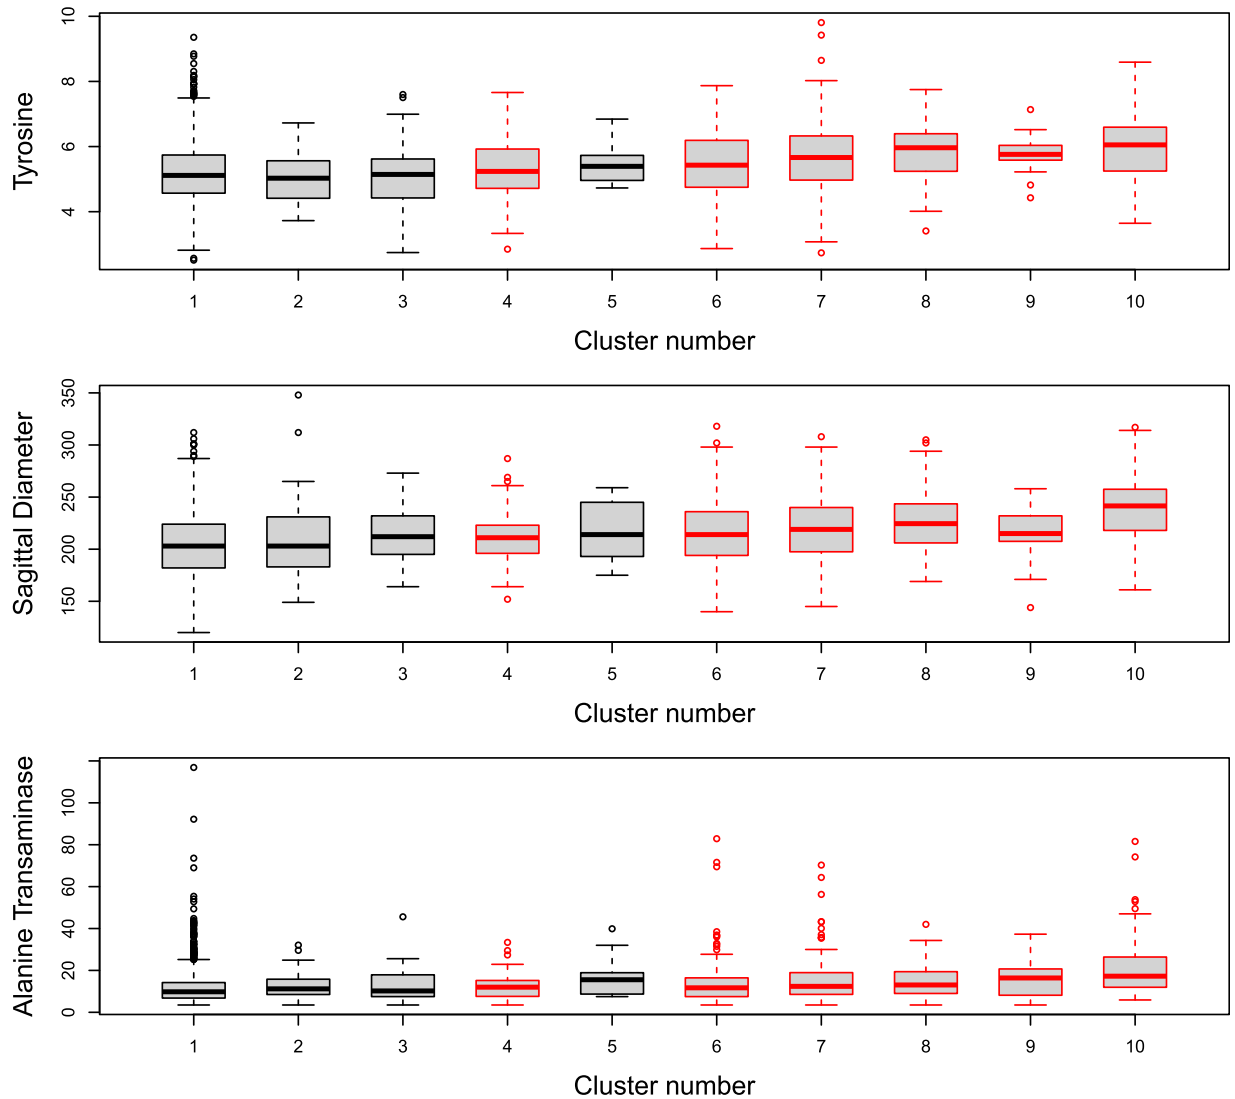 Tyrosine
10
8
6
4
1 2 3 4 5 6 7 8 9 10
Cluster number
Sagittal Diameter
350
300
250
200
150
1 2 3 4 5 6 7 8 9 10
Cluster number
Alanine Transaminase
100
80
60
40
20
0
1 2 3 4 5 6 7 8 9 10
Cluster number